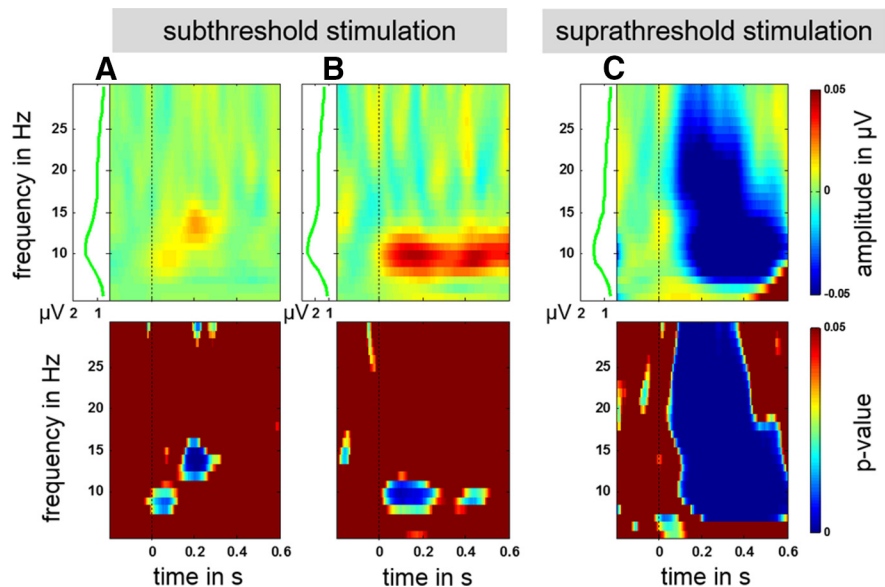 subthreshold stimulation
suprathreshold stimulation
A
B
C
frequency in Hz
25
20
15
10
µV 2 1
µV 2 1
2 1
0.05
0
-0.05
amplitude in µV
frequency in Hz
25
20
15
10
0 0.2 0.4 0.6
0 0.2 0.4 0.6
0 0.2 0.4 0.6
time in s
time in s
time in s
0.05
0
p-value